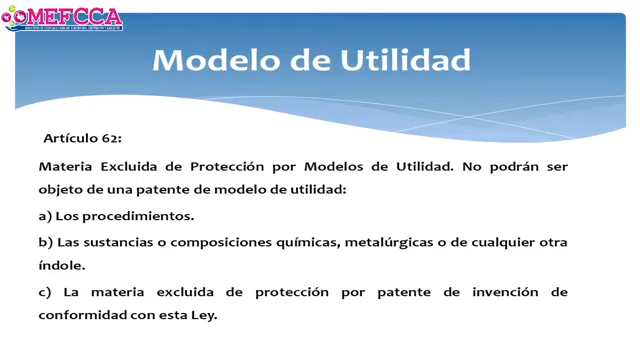 MEFCCA
Modelo de Utilidad
Artículo 62:
Materia Excluida de Protección por Modelos de Utilidad. No podrán ser
objeto de una patente de modelo de utilidad:
a) Los procedimientos.
b) Las sustancias o composiciones químicas, metalúrgicas o de cualquier otra
índole.
c) La materia excluida de protección por patente de invención de
conformidad con esta Ley.